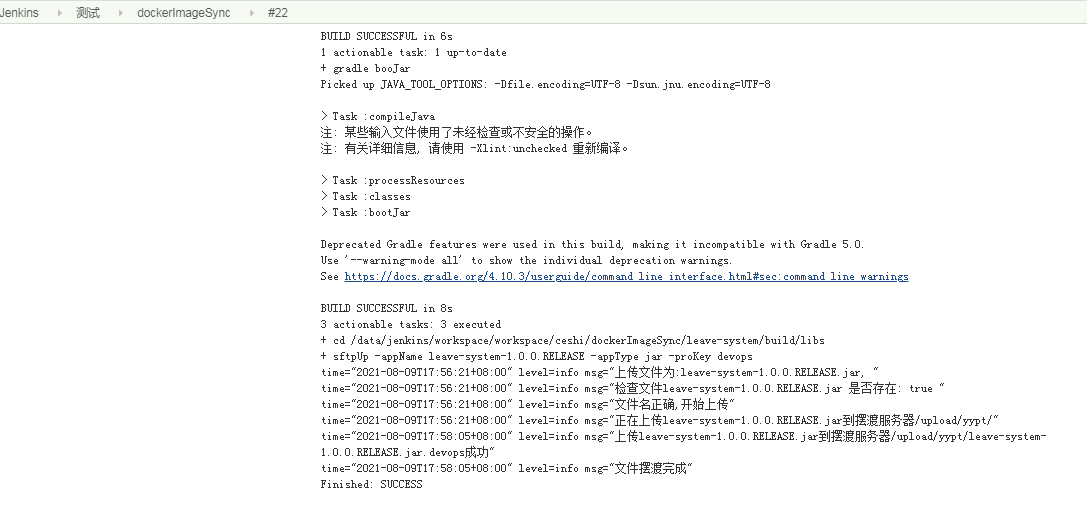 Jenkins 测试 dockerImageSync #22
BUILD SUCCESSFUL in 6s
1 actionable task: 1 up-to-date
+ gradle booJar
Picked up JAVA_TOOL_OPTIONS: -Dfile.encoding=UTF-8 -Dsun.jnu.encoding=UTF-8
> Task :compileJava
注: 某些输入文件使用了未经检查或不安全的操作。
注: 有关详细信息, 请使用 -Xlint:unchecked 重新编译。
> Task :processResources
> Task :classes
> Task :bootJar
Deprecated Gradle features were used in this build, making it incompatible with Gradle 5.0.
Use '--warning-mode all' to show the individual deprecation warnings.
See https://docs.gradle.org/4.10.3/userguide/command_line_interface.html#sec:command_line_warnings
BUILD SUCCESSFUL in 8s
3 actionable tasks: 3 executed
+ cd /data/jenkins/workspace/workspace/ceshi/dockerImageSync/leave-system/build/libs
+ sftpUp -appName leave-system-1.0.0.RELEASE -appType jar -proKey devops
time="2021-08-09T17:56:21+08:00" level=info msg="上传文件为:leave-system-1.0.0.RELEASE.jar, "
time="2021-08-09T17:56:21+08:00" level=info msg="检查文件leave-system-1.0.0.RELEASE.jar 是否存在: true "
time="2021-08-09T17:56:21+08:00" level=info msg="文件名正确,开始上传"
time="2021-08-09T17:56:21+08:00" level=info msg="正在上传leave-system-1.0.0.RELEASE.jar到摆渡服务器/upload/yypt/"
time="2021-08-09T17:58:05+08:00" level=info msg="上传leave-system-1.0.0.RELEASE.jar到摆渡服务器/upload/yypt/leave-system-
1.0.0.RELEASE.jar.devops成功"
time="2021-08-09T17:58:05+08:00" level=info msg="文件摆渡完成"
Finished: SUCCESS